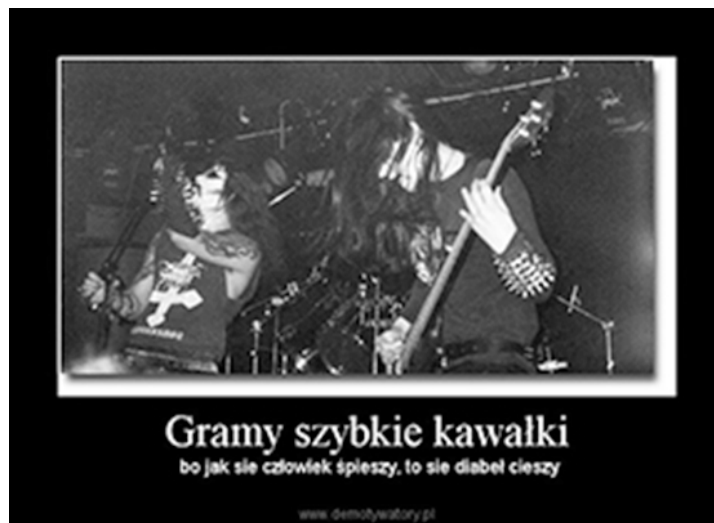 Gramy szybkie kawałki
bo jak sie człowiek śpieszy, to sie diabeł cieszy
www.demotywatory.pl